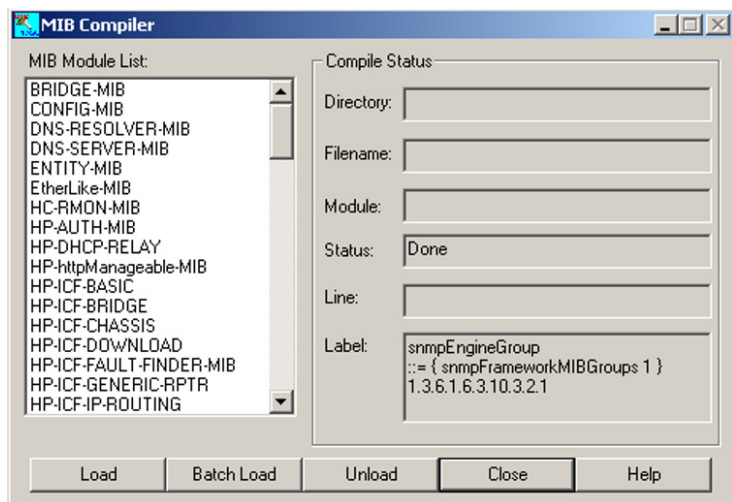 MIB Compiler
MIB Module List:
BRIDGE-MIB
CONFIG-MIB
DNS-RESOLVER-MIB
DNS-SERVER-MIB
ENTITY-MIB
EtherLike-MIB
HC-RMON-MIB
HP-AUTH-MIB
HP-DHCP-RELAY
HP-httpManageable-MIB
HP-ICF-BASIC
HP-ICF-BRIDGE
HP-ICF-CHASSIS
HP-ICF-DOWNLOAD
HP-ICF-FAULT-FINDER-MIB
HP-ICF-GENERIC-RPTR
HP-ICF-IP-ROUTING
Compile Status
Directory:
Filename:
Module:
Status: Done
Line:
Label: snmpEngineGroup
::= { snmpFrameworkMIBGroups 1 }
1.3.6.1.6.3.10.3.2.1
Load Batch Load Unload Close Help